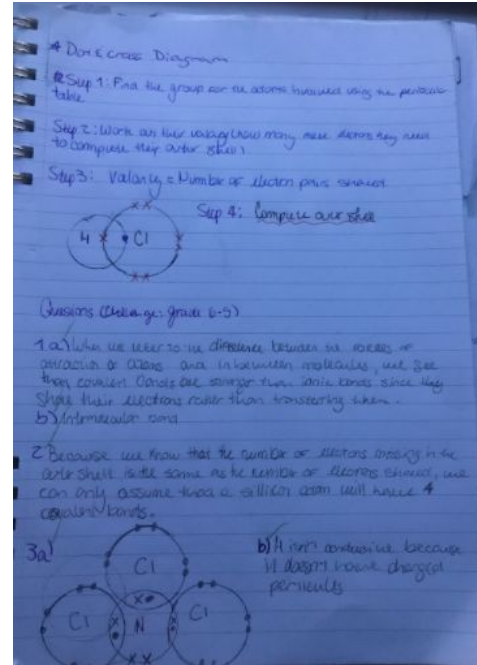 * Dot & cross Diagram
Step 1: Find the group for the atoms involved using the periodic
table
Step 2: Work out their valancy (how many more electrons they need
to complete their outer shell)
Step 3: Valancy = Number of electron pairs shared.
Step 4: Complete outer shell
H Cl
Questions (Challenge: grade 6-5)
1 a) When we refer to the difference between the forces of
attraction of atoms and inbetween molecules, we see
that covalent bonds are stronger than ionic bonds since they
share their electrons rather than transferring them.
b) Intermolecular bond
2 Because we know that the number of electrons missing in the
outer shell is the same as the number of electrons shared, we
can only assume that a sillicon atom will have 4
covalent bonds.
3a)
Cl
Cl N Cl
b) It isn't conductive because
it doesn't have charged